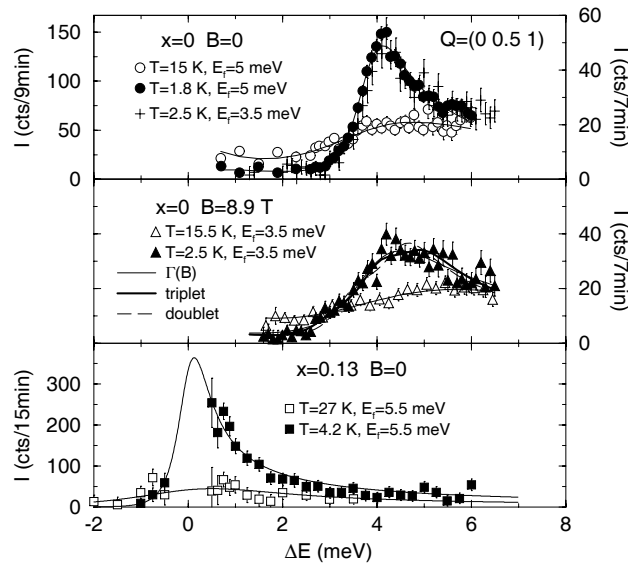 x=0 B=0
Q=(0 0.5 1)
T=15 K, E_f=5 meV
T=1.8 K, E_f=5 meV
T=2.5 K, E_f=3.5 meV
I (cts/9min)
150
100
50
0
60
40
20
0
I (cts/7min)
x=0 B=8.9 T
T=15.5 K, E_f=3.5 meV
T=2.5 K, E_f=3.5 meV
Γ(B)
triplet
doublet
40
20
0
I (cts/7min)
x=0.13 B=0
T=27 K, E_f=5.5 meV
T=4.2 K, E_f=5.5 meV
I (cts/15min)
300
200
100
0
-2 0 2 4 6 8
ΔE (meV)